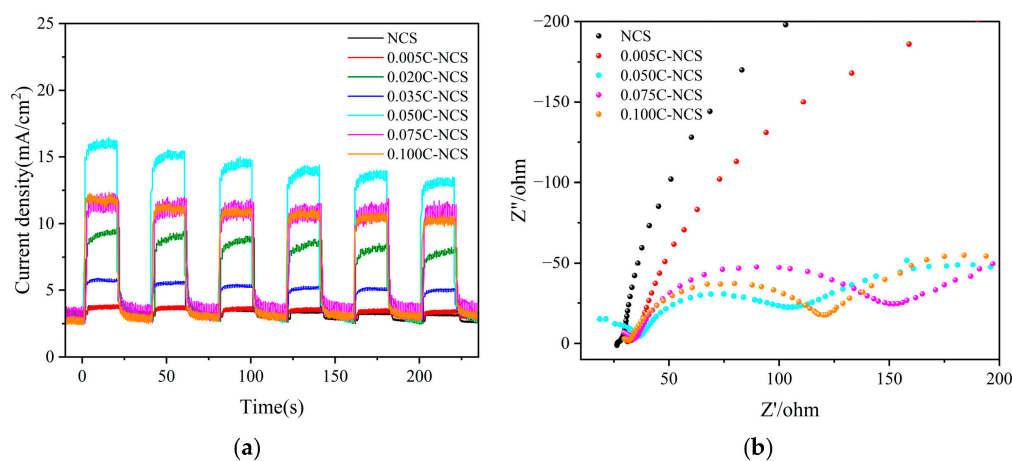 25
20
15
10
5
0
0
50
100
150
200
Current density(mA/cm²)
Time(s)
NCS
0.005C-NCS
0.020C-NCS
0.035C-NCS
0.050C-NCS
0.075C-NCS
0.100C-NCS
(a)
−200
−150
−100
−50
0
50
100
150
200
Z''/ohm
Z'/ohm
NCS
0.005C-NCS
0.050C-NCS
0.075C-NCS
0.100C-NCS
(b)